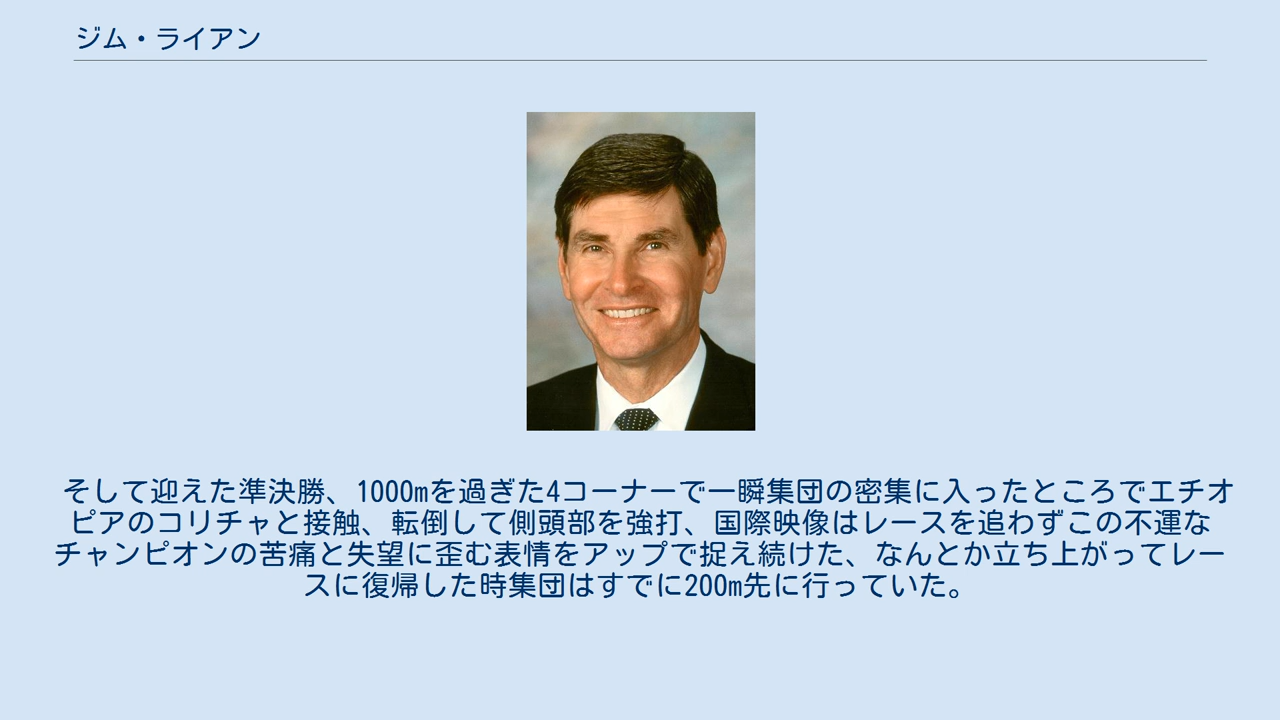 ジム・ライアン
そして迎えた準決勝、1000mを過ぎた4コーナーで一瞬集団の密集に入ったところでエチオ
ピアのコリチャと接触、転倒して側頭部を強打、国際映像はレースを追わずこの不運な
チャンピオンの苦痛と失望に歪む表情をアップで捉え続けた、なんとか立ち上がってレー
スに復帰した時集団はすでに200m先に行っていた。